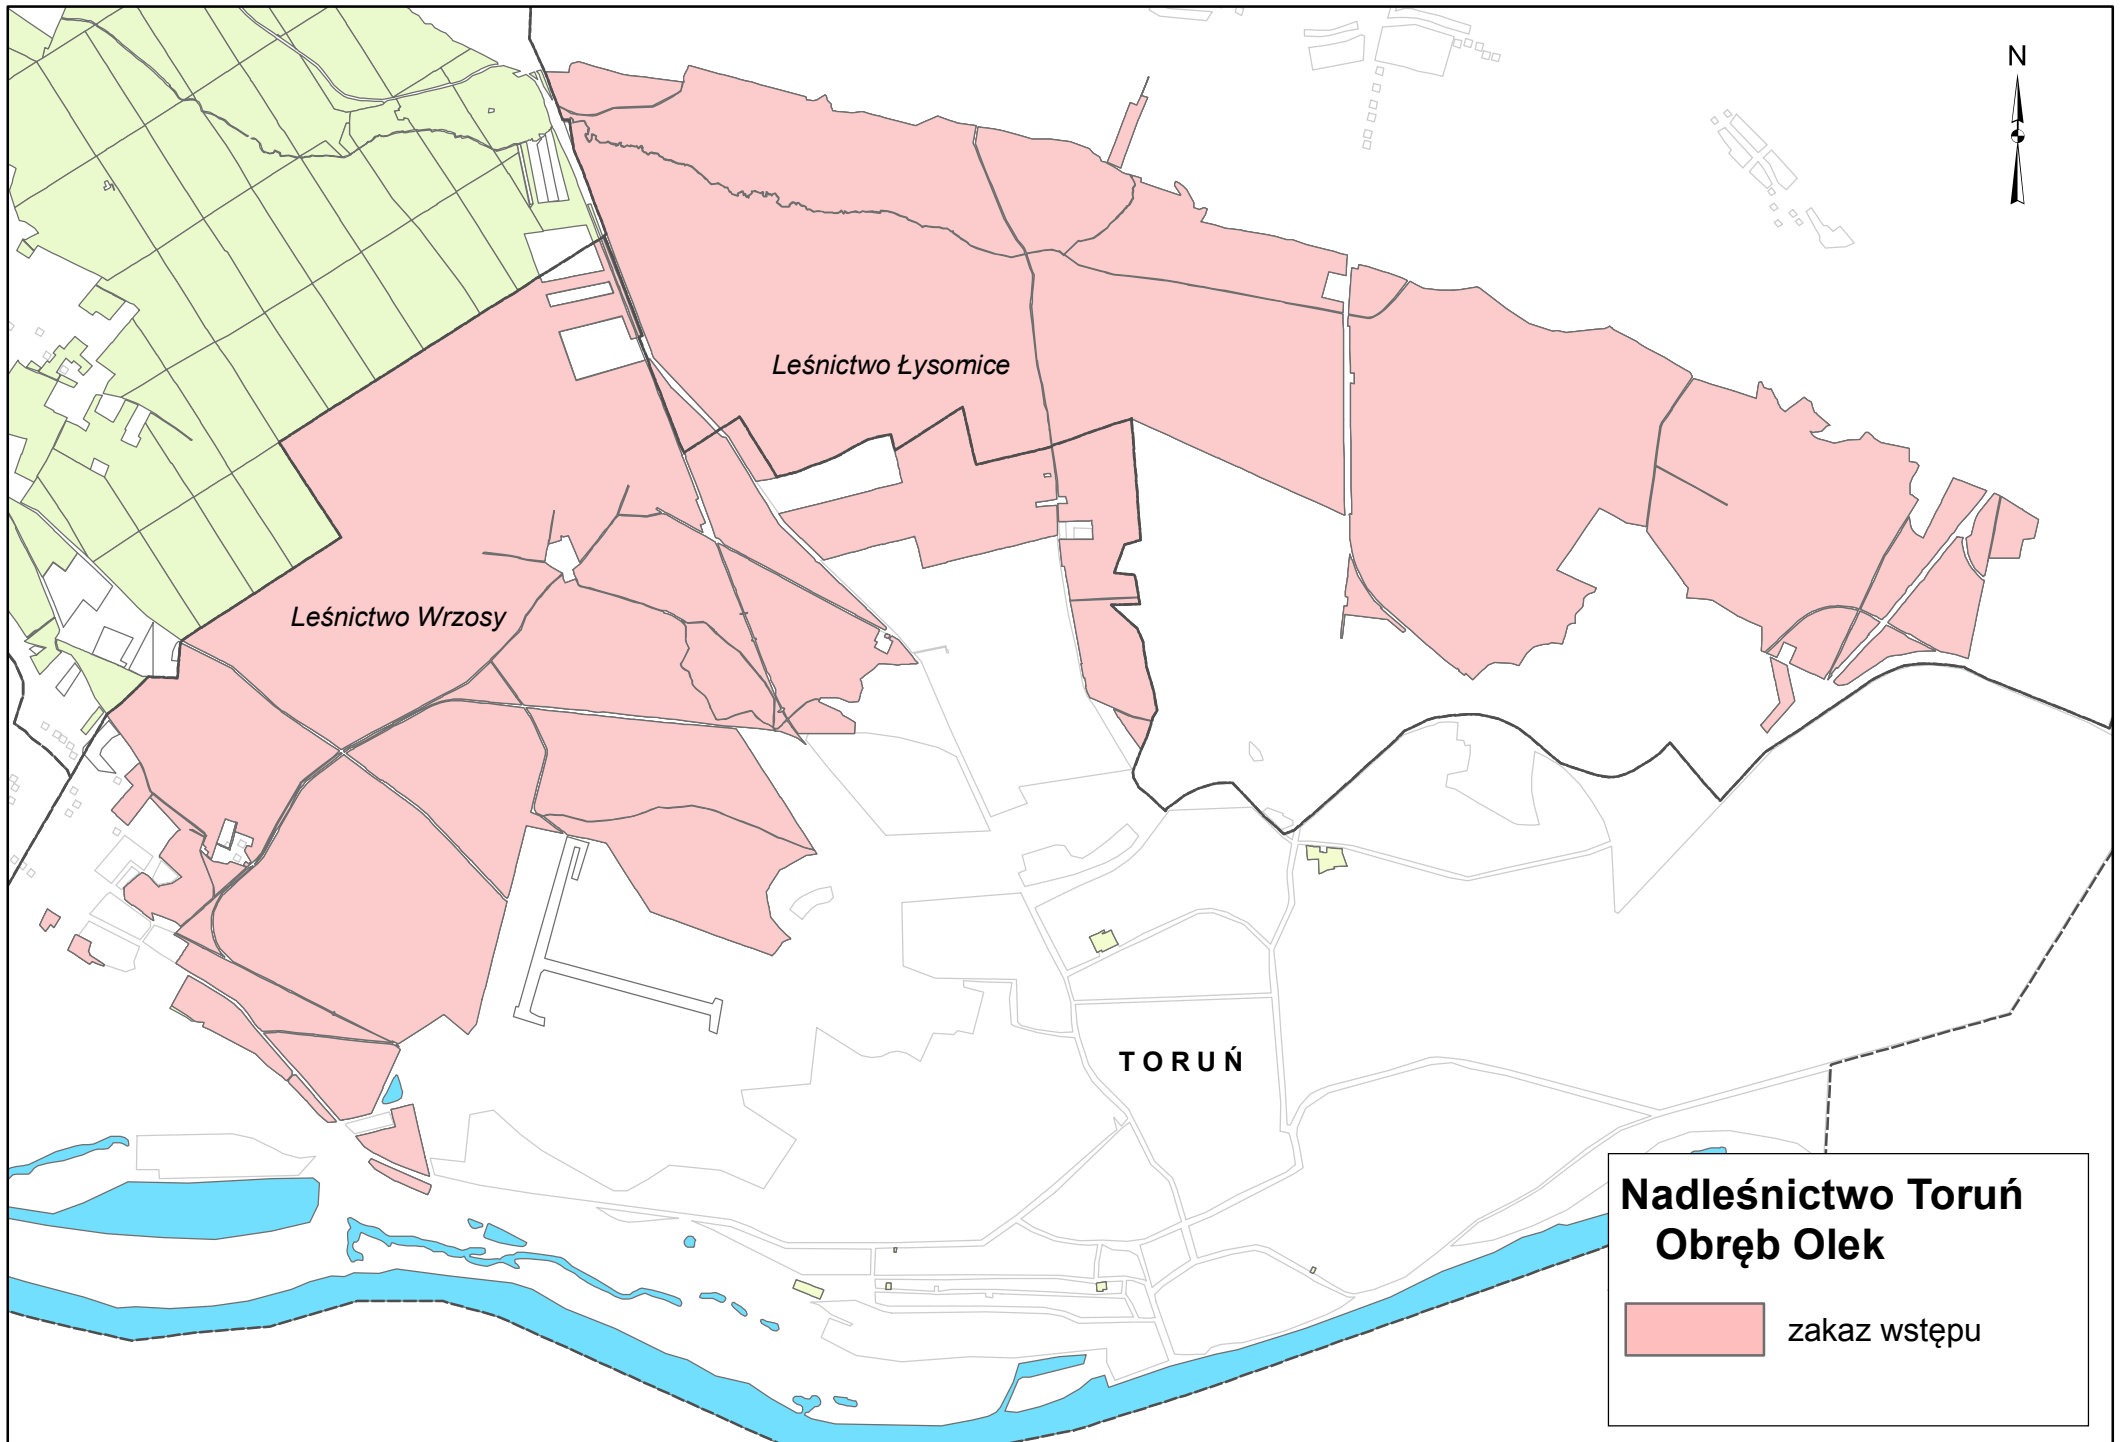 N
Leśnictwo Łysomice
Leśnictwo Wrzosy
TORUŃ
Nadleśnictwo Toruń
Obręb Olek
zakaz wstępu